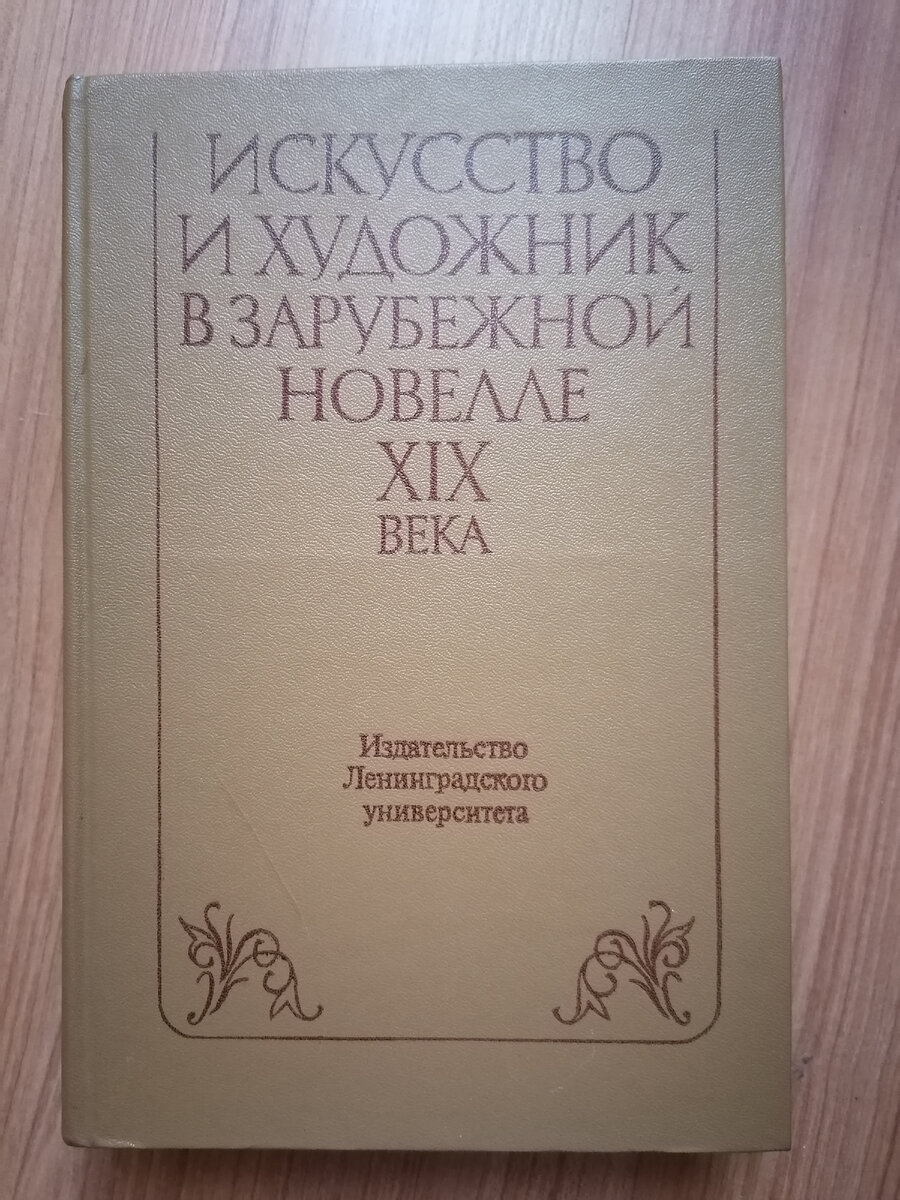 ИСКУССТВО
И ХУДОЖНИК
В ЗАРУБЕЖНОЙ
НОВЕЛЛЕ
XIX
ВЕКА
Издательство
Ленинградского
университета